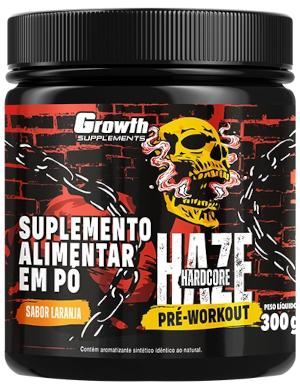 Growth
SUPPLEMENTS
SUPLEMENTO
ALIMENTAR
EM PÓ
SABOR LARANJA
HAZE
HARDCORE
PRÉ-WORKOUT
PESO LÍQUIDO
300g
Contém aromatizante sintético idêntico ao natural.